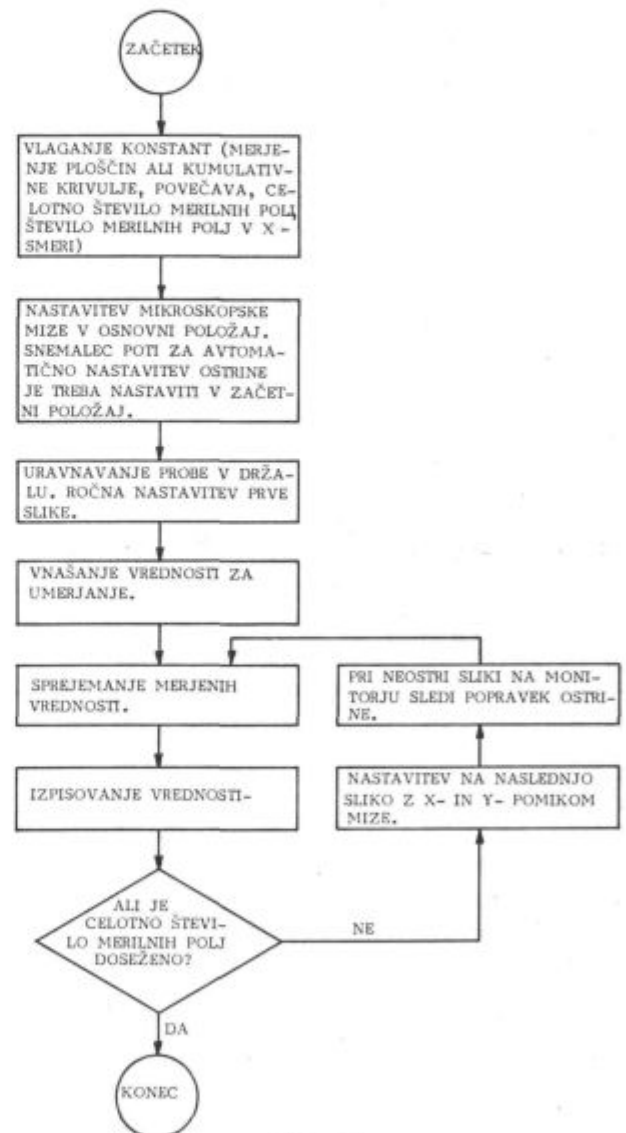 ZAČETEK
VLAGANJE KONSTANT (MERJE-
NJE PLOŠČIN ALI KUMULATIV-
NE KRIVULJE, POVEČAVA, CE-
LOTNO ŠTEVILO MERILNIH POLJ,
ŠTEVILO MERILNIH POLJ V X -
SMERI)
NASTAVITEV MIKROSKOPSKE
MIZE V OSNOVNI POLOŽAJ.
SNEMALEC POTI ZA AVTOMA-
TIČNO NASTAVITEV OSTRINE
JE TREBA NASTAVITI V ZAČET-
NI POLOŽAJ.
URAVNAVANJE PROBE V DRŽA-
LU. ROČNA NASTAVITEV PRVE
SLIKE.
VNAŠANJE VREDNOSTI ZA
UMERJANJE.
SPREJEMANJE MERJENIH
VREDNOSTI.
IZPISOVANJE VREDNOSTI-
ALI JE
CELOTNO ŠTEVI-
LO MERILNIH POLJ
DOSEŽENO?
NE
NASTAVITEV NA NASLEDNJO
SLIKO Z X- IN Y- POMIKOM
MIZE.
PRI NEOSTRI SLIKI NA MONI-
TORJU SLEDI POPRAVEK OSTRI-
NE.
DA
KONEC